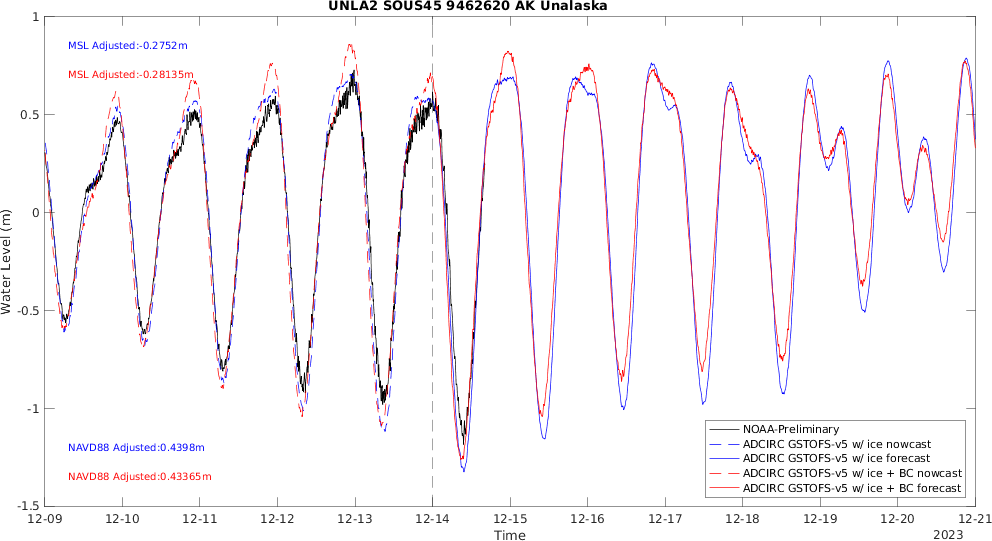 UNLA2 SOUS45 9462620 AK Unalaska
1
0.5
0
-0.5
-1
-1.5
Water Level (m)
MSL Adjusted:-0.2752m
MSL Adjusted:-0.28135m
NAVD88 Adjusted:0.4398m
NAVD88 Adjusted:0.43365m
NOAA-Preliminary
ADCIRC GSTOFS-v5 w/ ice nowcast
ADCIRC GSTOFS-v5 w/ ice forecast
ADCIRC GSTOFS-v5 w/ ice + BC nowcast
ADCIRC GSTOFS-v5 w/ ice + BC forecast
12-09 12-10 12-11 12-12 12-13 12-14 12-15 12-16 12-17 12-18 12-19 12-20 12-21
Time
2023